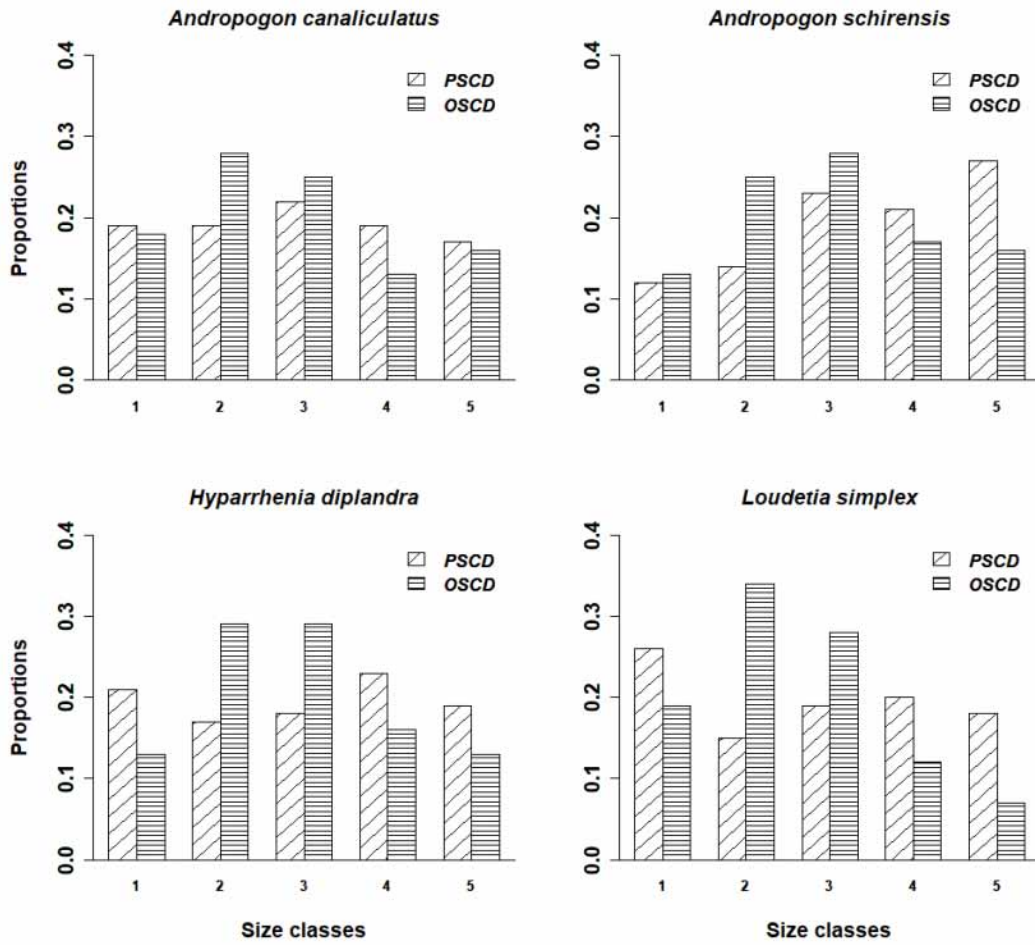 Andropogon canaliculatus
Proportions
0.4
0.3
0.2
0.1
0.0
PSCD
OSCD
1 2 3 4 5
Andropogon schirensis
0.4
0.3
0.2
0.1
0.0
PSCD
OSCD
1 2 3 4 5
Hyparrhenia diplandra
Proportions
0.4
0.3
0.2
0.1
0.0
PSCD
OSCD
1 2 3 4 5
Size classes
Loudetia simplex
0.4
0.3
0.2
0.1
0.0
PSCD
OSCD
1 2 3 4 5
Size classes